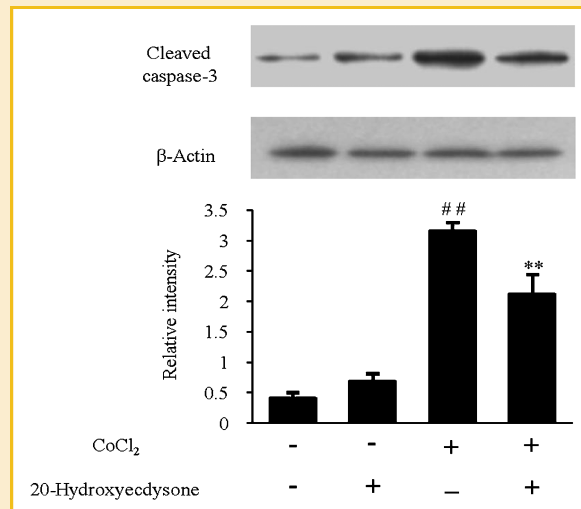 Cleaved
caspase-3
β-Actin
##
**
3.5
3
2.5
2
1.5
1
0.5
0
Relative intensity
CoCl₂ - - + +
20-Hydroxyecdysone - + – +